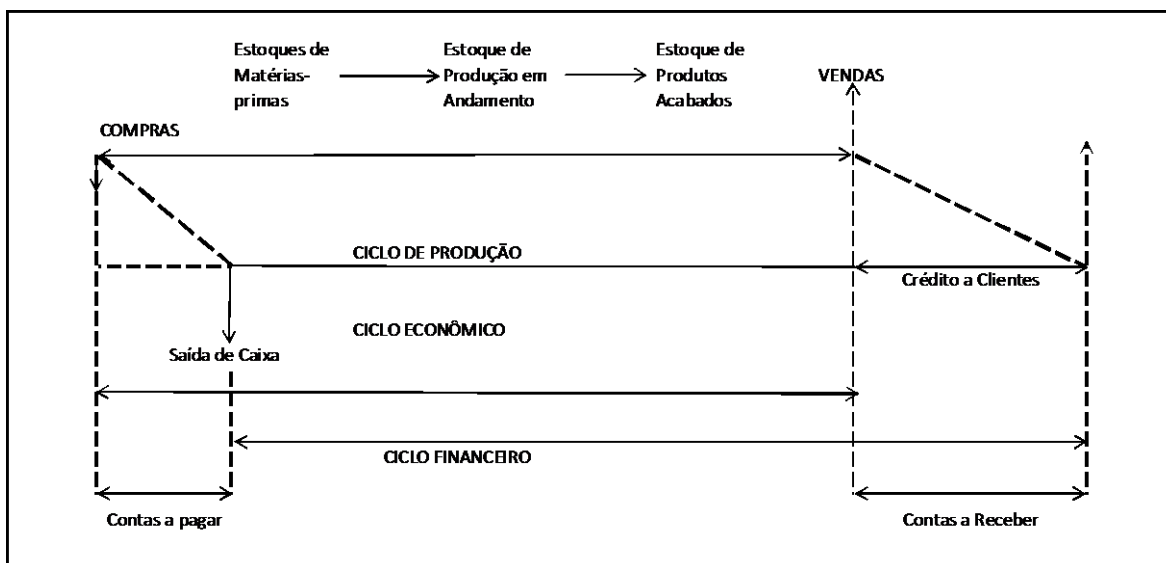 Estoques de
Matérias-
primas
Estoque de
Produção em
Andamento
Estoque de
Produtos
Acabados
VENDAS
COMPRAS
CICLO DE PRODUÇÃO
Crédito a Clientes
CICLO ECONÔMICO
Saída de Caixa
CICLO FINANCEIRO
Contas a pagar
Contas a Receber